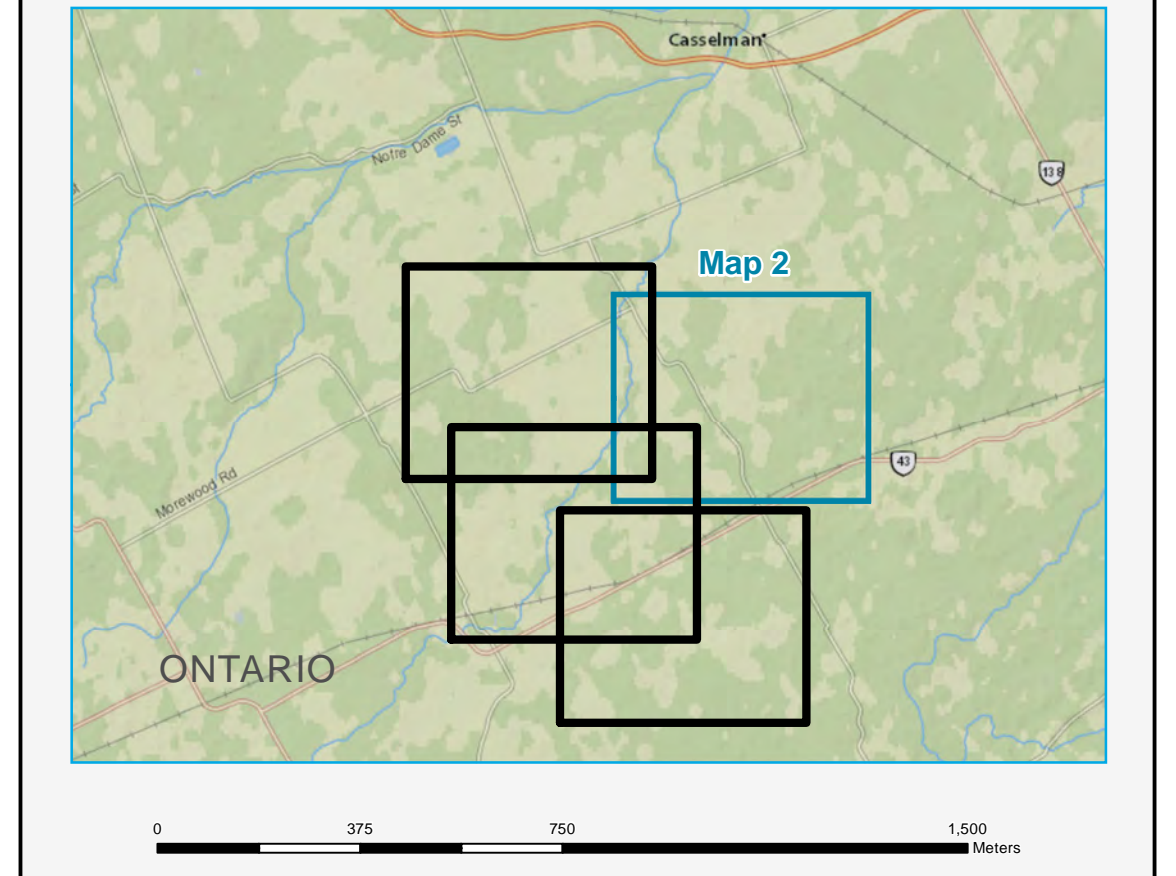 Casselman
Notre Dame St
138
Map 2
43
Morewood Rd
ONTARIO
0 375 750 1,500
Meters